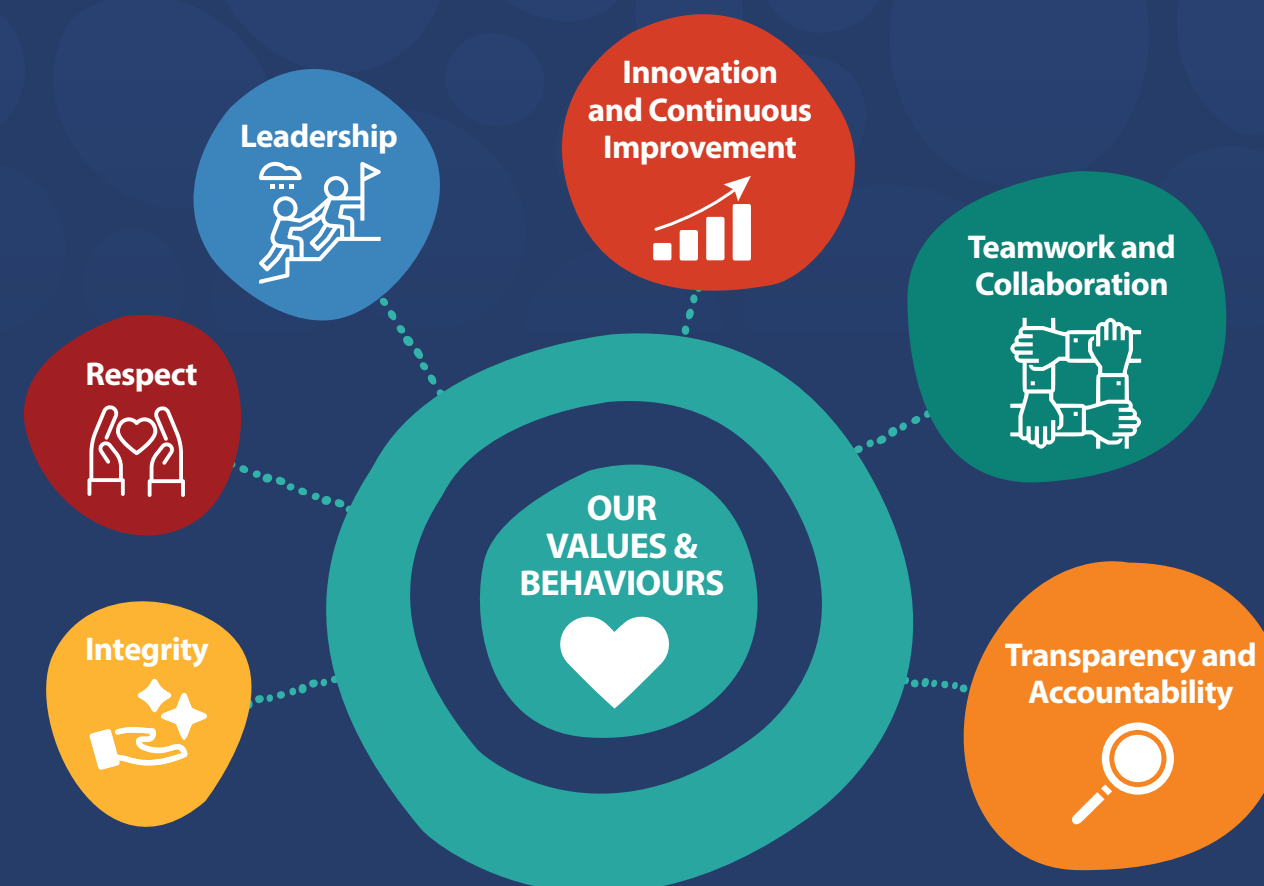 Innovation
and Continuous
Improvement
Leadership
Teamwork and
Collaboration
Respect
OUR
VALUES &
BEHAVIOURS
Integrity
Transparency and
Accountability